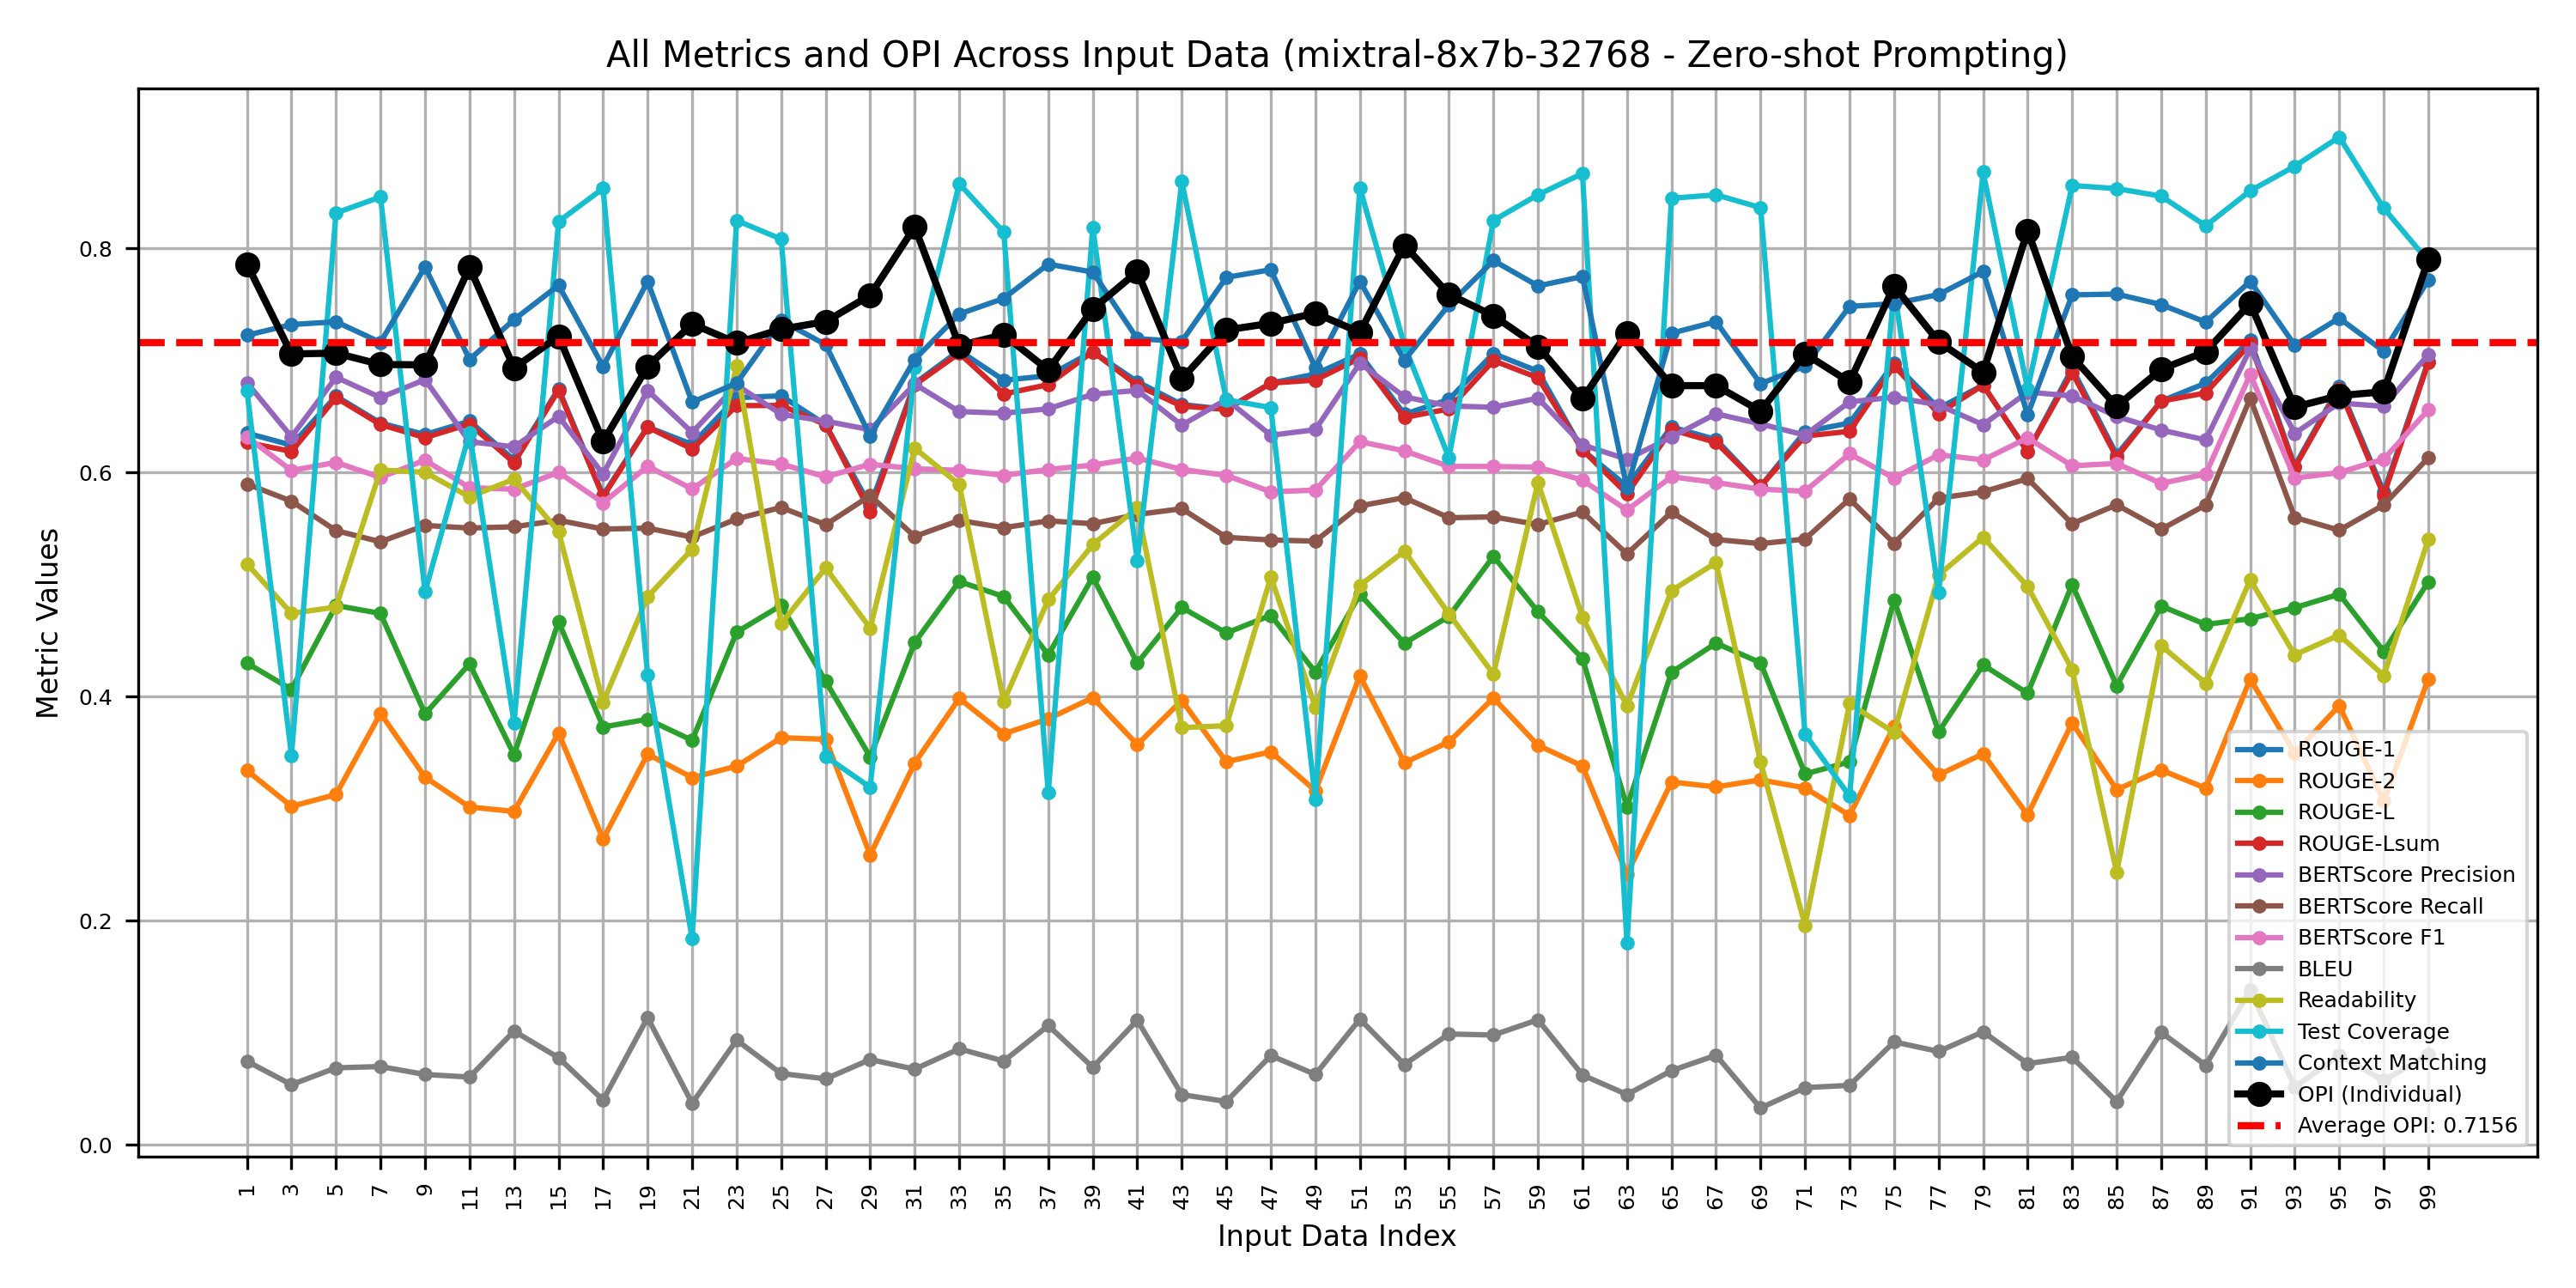 All Metrics and OPI Across Input Data (mixtral-8x7b-32768 - Zero-shot Prompting)
Metric Values
0.8
0.6
0.4
0.2
0.0
ROUGE-1
ROUGE-2
ROUGE-L
ROUGE-Lsum
BERTScore Precision
BERTScore Recall
BERTScore F1
BLEU
Readability
Test Coverage
Context Matching
OPI (Individual)
Average OPI: 0.7156
1 3 5 7 9 11 13 15 17 19 21 23 25 27 29 31 33 35 37 39 41 43 45 47 49 51 53 55 57 59 61 63 65 67 69 71 73 75 77 79 81 83 85 87 89 91 93 95 97 99
Input Data Index